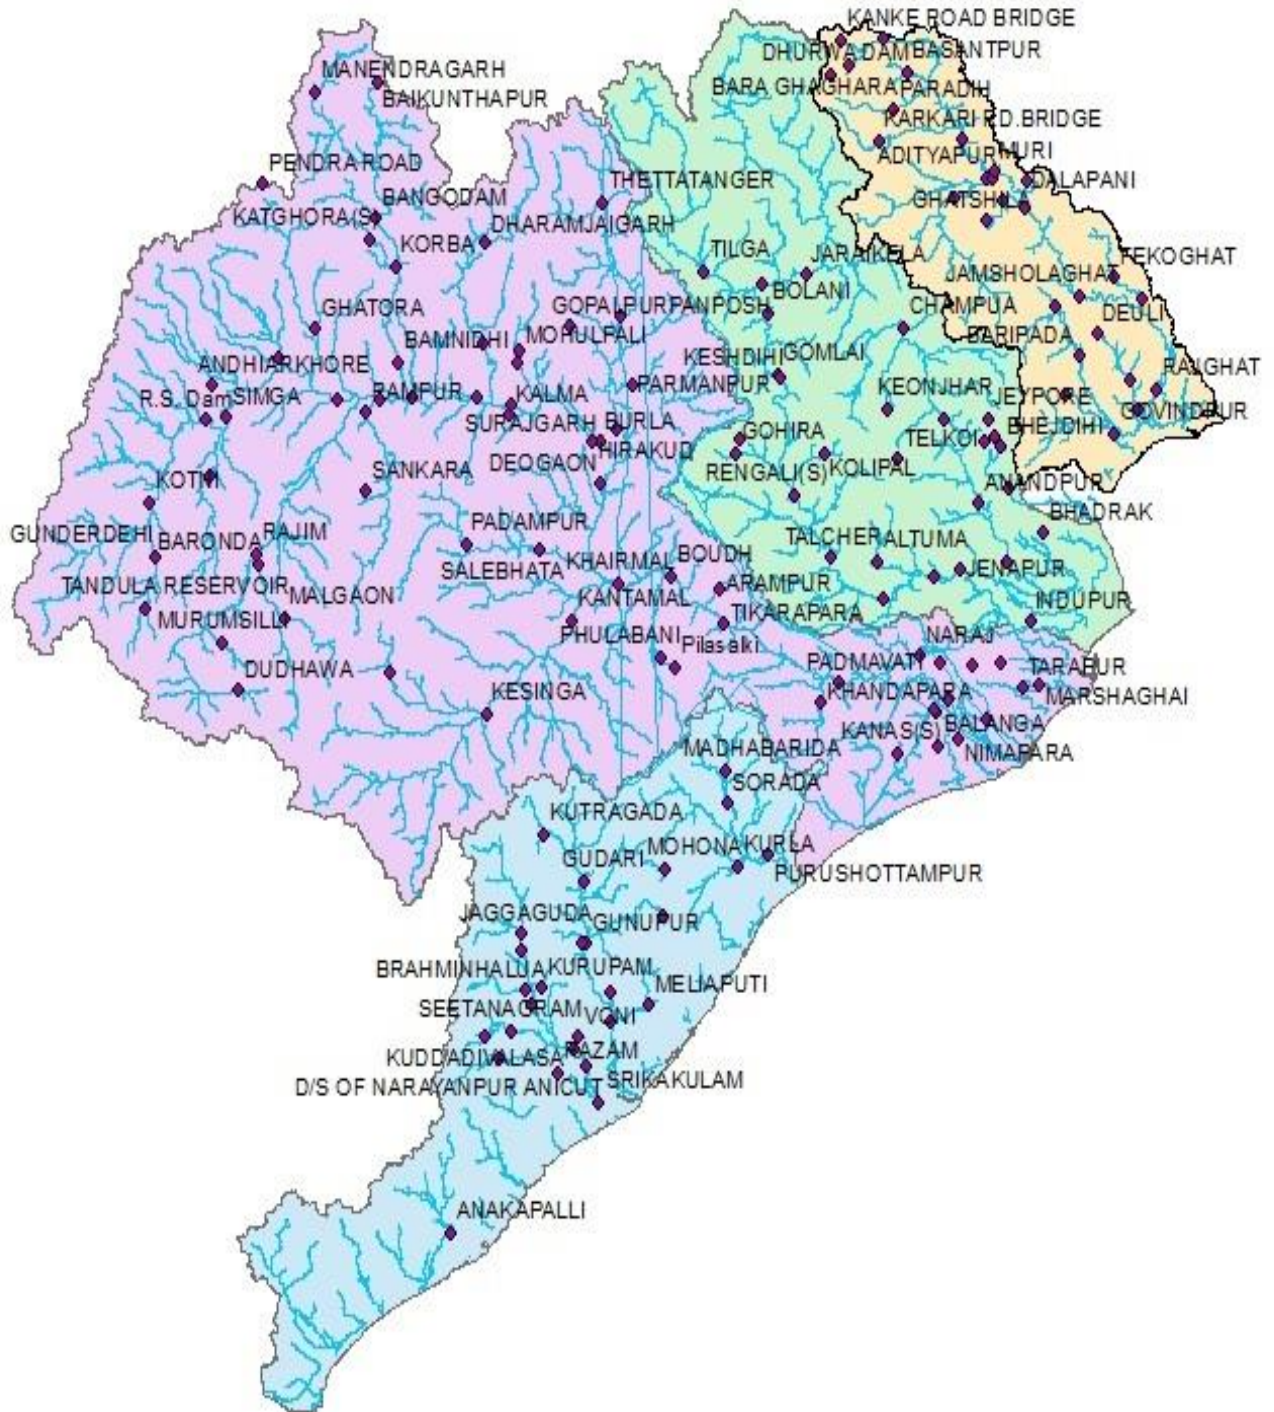 KANKE ROAD BRIDGE
DHURWA DAM
BASANTPUR
MANENDRAGARH
BARA GHAGHARA
PARADIH
BAIKUNTHAPUR
KARKARI RD.BRIDGE
ADITYAPUR
MURI
PENDRA ROAD
THETTATANGER
GALAPANI
BANGODAM
GHATSHILA
KATGHORA(S)
DHARAMJAIGARH
KORBA
TILGA
JARAIKELA
FEKOGHAT
JAMSHOLAGHAT
BOLANI
GHATORA
GOPALPUR
PANPOSH
CHAMPUA
DEULI
BAMNIDHI
MOHULPALI
BARIPADA
ANDHIARKHORE
KESHDIHI
GOMLAI
RAJGHAT
PARMANPUR
KEONJHAR
JEYPORE
R.S. Dam
SIMGA
RAMPUR
KALMA
GOVINDPUR
SURAJGARH
BURLA
GOHIRA
TELKOI
BHEJDIHI
HIRAKUD
DEOGAON
SANKARA
RENGALI(S)
KOLIPAL
KOTNI
ANANDPUR
BHADRAK
PADAMPUR
GUNDERDEHI
BARONDA
RAJIM
TALCHER
ALTUMA
KHAIRMAL
BOUDH
SALEBHATA
JENAPUR
TANDULA RESERVOIR
ARAMPUR
MALGAON
KANTAMAL
INDUPUR
MURUMSILLI
TIKARAPARA
PHULABANI
Pilasalki
NARAJ
DUDHAWA
PADMAVATI
TARAPUR
KESINGA
KHANDAPARA
MARSHAGHAI
KANAS(S)
BALANGA
MADHABARIDA
NIMAPARA
SORADA
KUTRAGADA
MOHONA
KURLA
GUDARI
PURUSHOTTAMPUR
JAGGAGUDA
GUNUPUR
BRAHMINHALUA
KURUPAM
MELIAPUTI
SEETANAGRAM
VONI
KUDDADIVALASA
RAZAM
D/S OF NARAYANPUR ANICUT
SRIKAKULAM
ANAKAPALLI